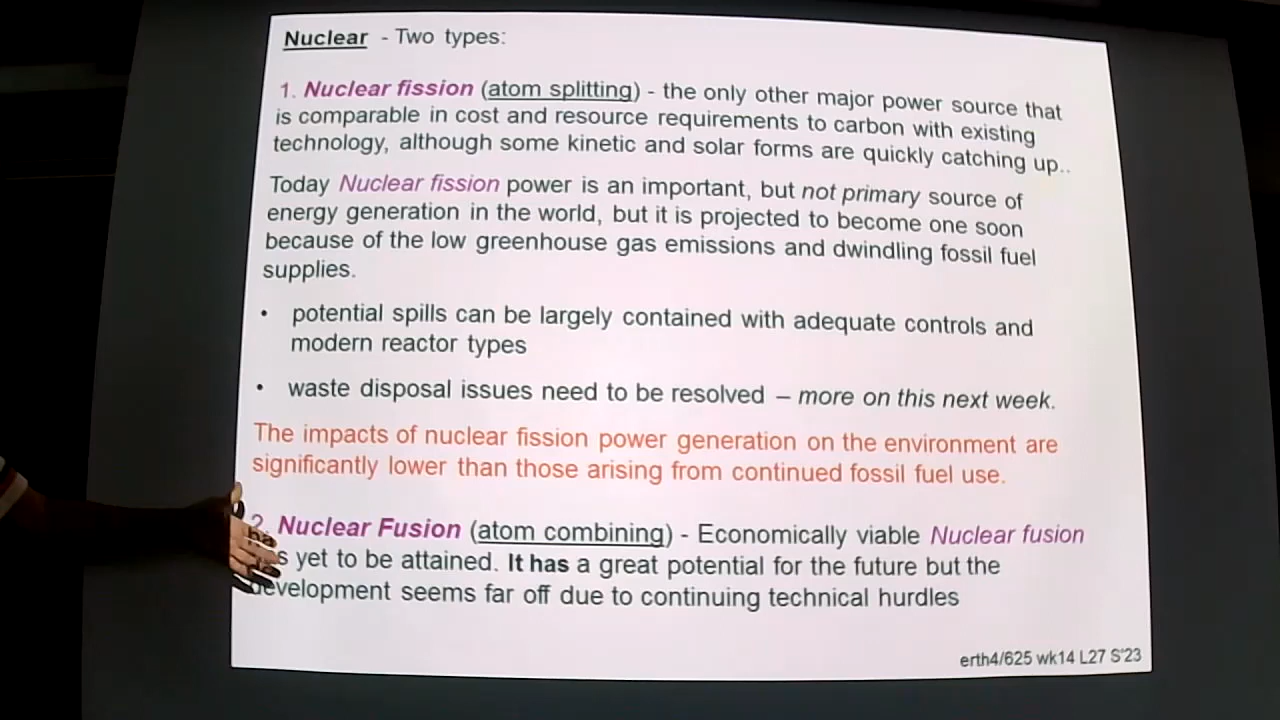 Nuclear - Two types:
1. Nuclear fission (atom splitting) - the only other major power source that
is comparable in cost and resource requirements to carbon with existing
technology, although some kinetic and solar forms are quickly catching up..
Today Nuclear fission power is an important, but not primary source of
energy generation in the world, but it is projected to become one soon
because of the low greenhouse gas emissions and dwindling fossil fuel
supplies.
• potential spills can be largely contained with adequate controls and
modern reactor types
• waste disposal issues need to be resolved – more on this next week.
The impacts of nuclear fission power generation on the environment are
significantly lower than those arising from continued fossil fuel use.
2. Nuclear Fusion (atom combining) - Economically viable Nuclear fusion
has yet to be attained. It has a great potential for the future but the
development seems far off due to continuing technical hurdles
erth4/625 wk14 L27 S'23